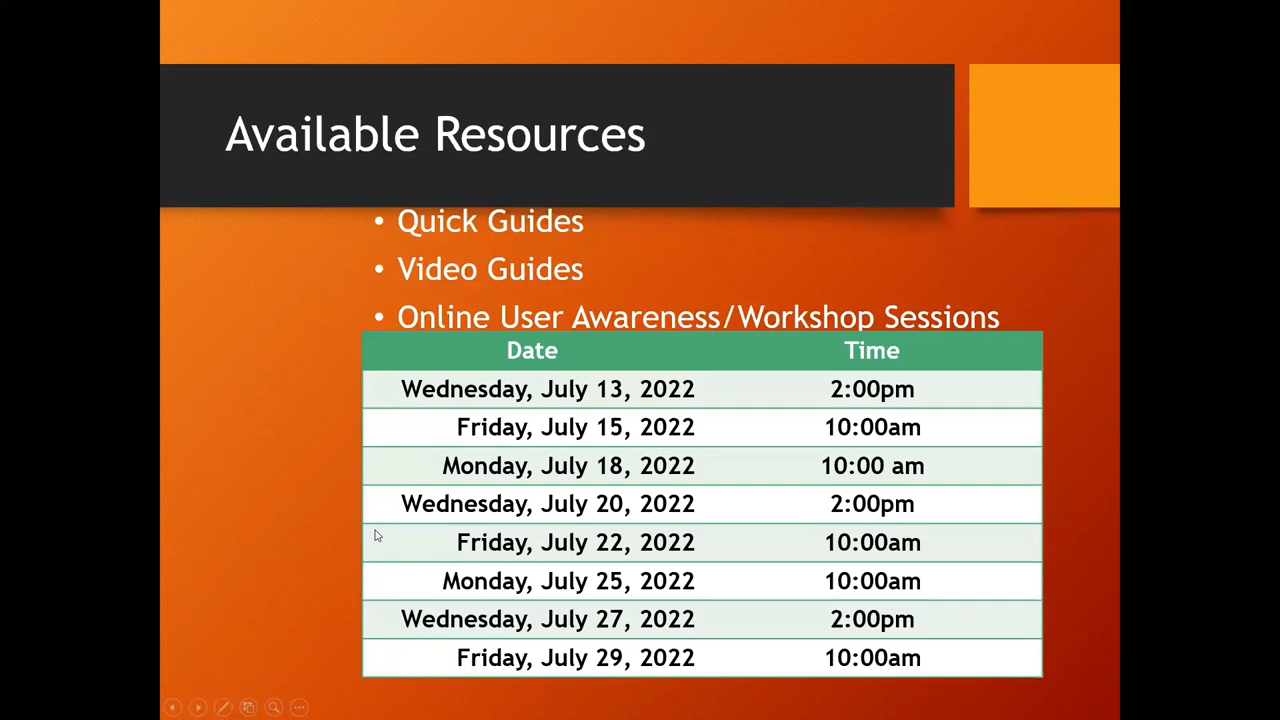 Available Resources
• Quick Guides
• Video Guides
• Online User Awareness/Workshop Sessions
Date Time
Wednesday, July 13, 2022 2:00pm
Friday, July 15, 2022 10:00am
Monday, July 18, 2022 10:00 am
Wednesday, July 20, 2022 2:00pm
Friday, July 22, 2022 10:00am
Monday, July 25, 2022 10:00am
Wednesday, July 27, 2022 2:00pm
Friday, July 29, 2022 10:00am